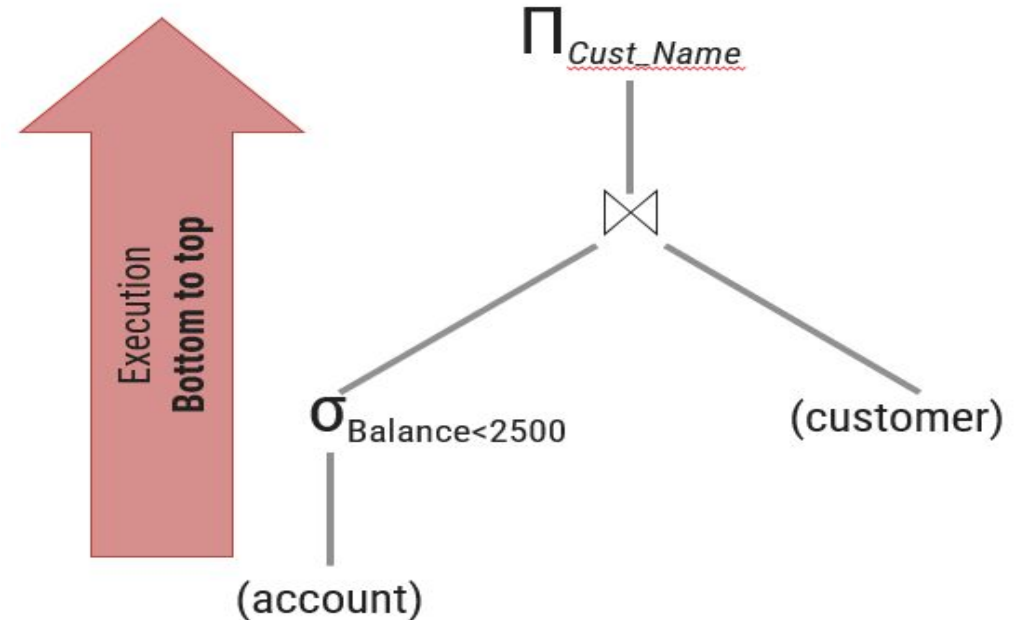 Π Cust_Name
⋈
Execution
Bottom to top
σ Balance<2500
(customer)
(account)